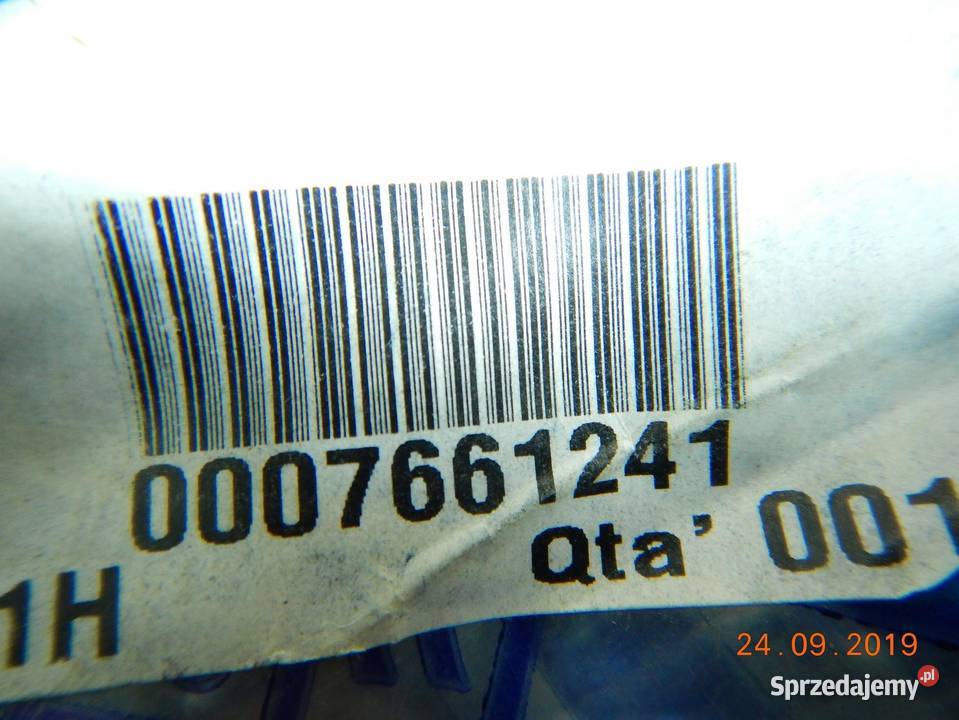 0007661241
Qta' 001
1H
24.09.2019
Sprzedajemy.pl